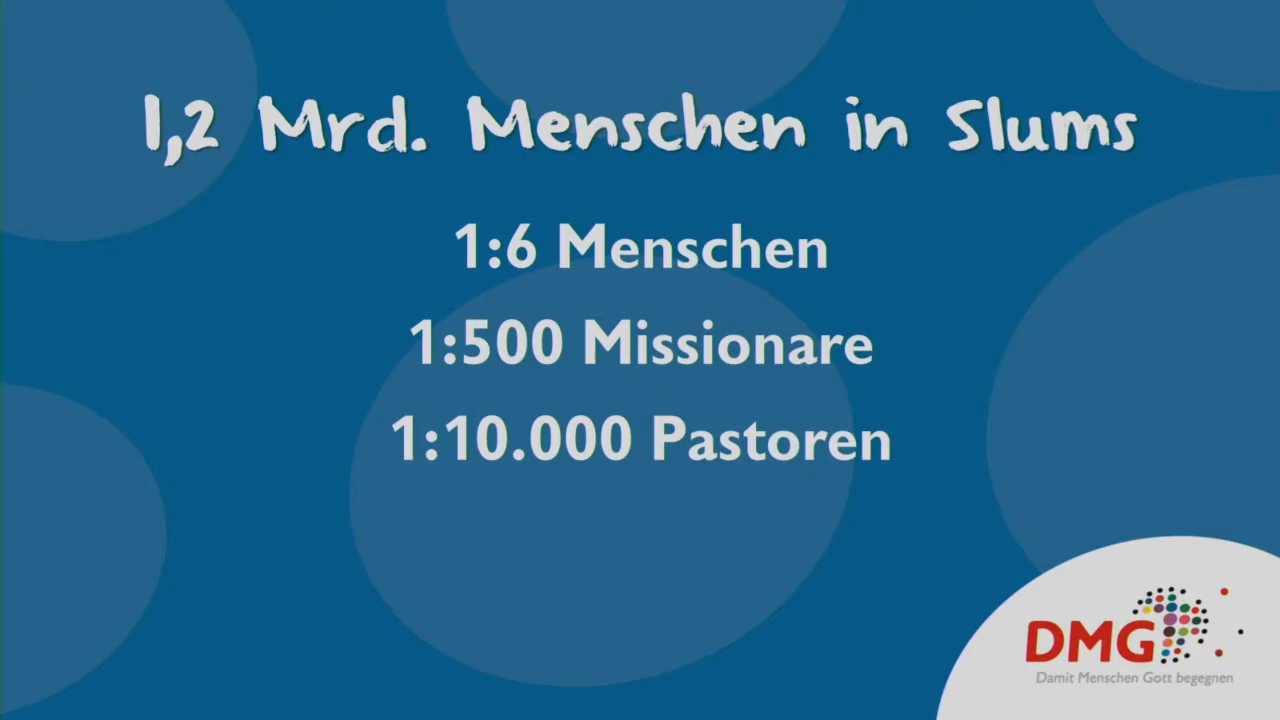 1,2 Mrd. Menschen in Slums
1:6 Menschen
1:500 Missionare
1:10.000 Pastoren
DMG
Damit Menschen Gott begegnen